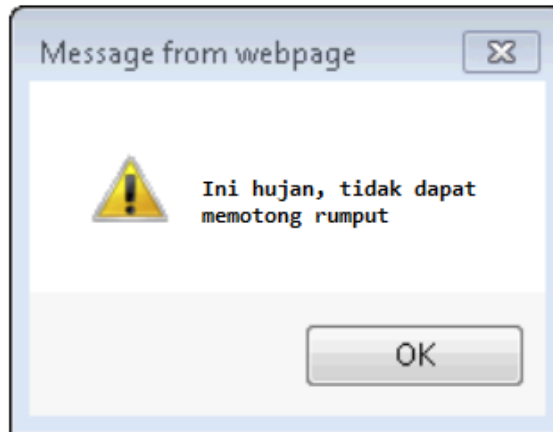 Message from webpage
Ini hujan, tidak dapat
memotong rumput
OK